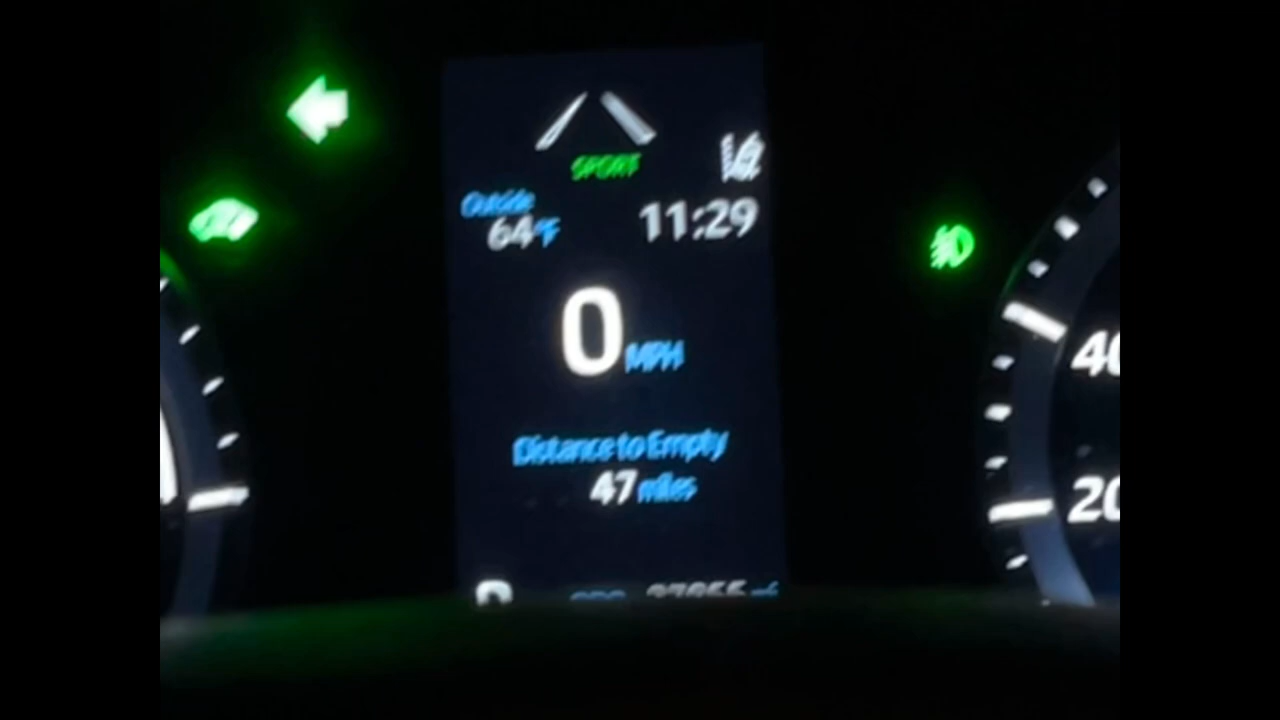 SPORT
Outside
64°F 11:29
0 MPH
40
Distance to Empty
47 miles
20